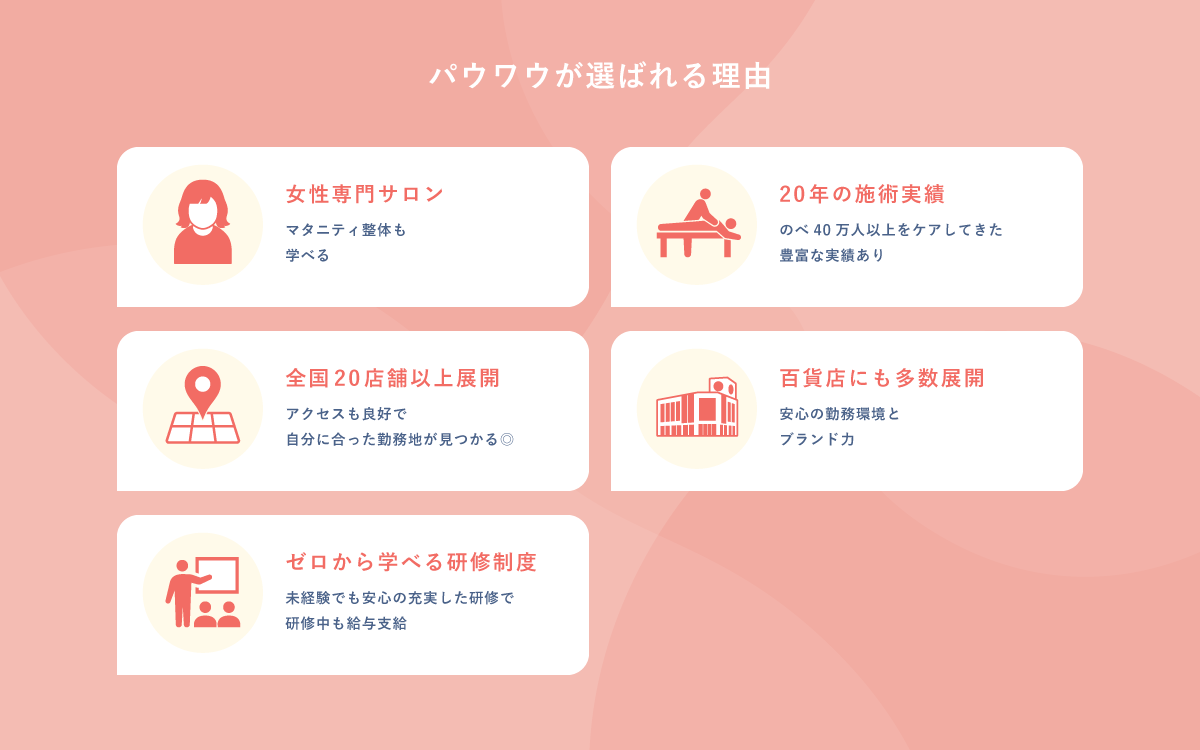 パウワウが選ばれる理由
女性専門サロン
マタニティ整体も
学べる
20年の施術実績
のべ40万人以上をケアしてきた
豊富な実績あり
全国20店舗以上展開
アクセスも良好で
自分に合った勤務地が見つかる◎
百貨店にも多数展開
安心の勤務環境と
ブランド力
ゼロから学べる研修制度
未経験でも安心の充実した研修で
研修中も給与支給